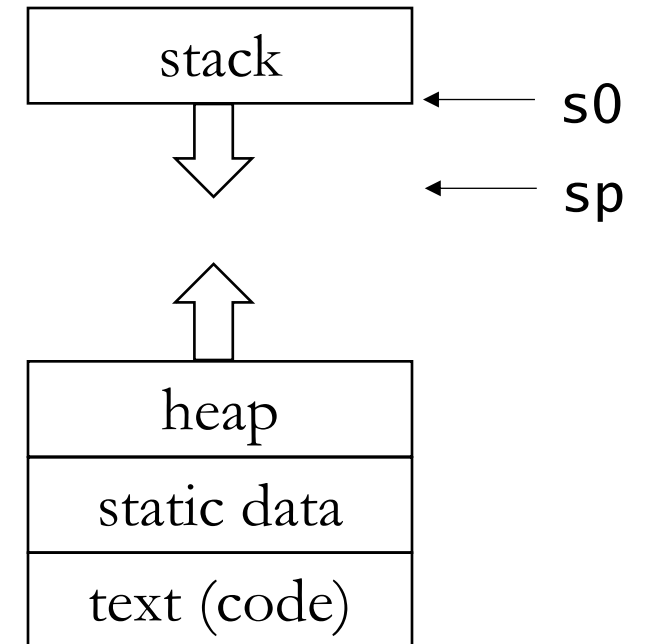 stack
s0
sp
heap
static data
text (code)